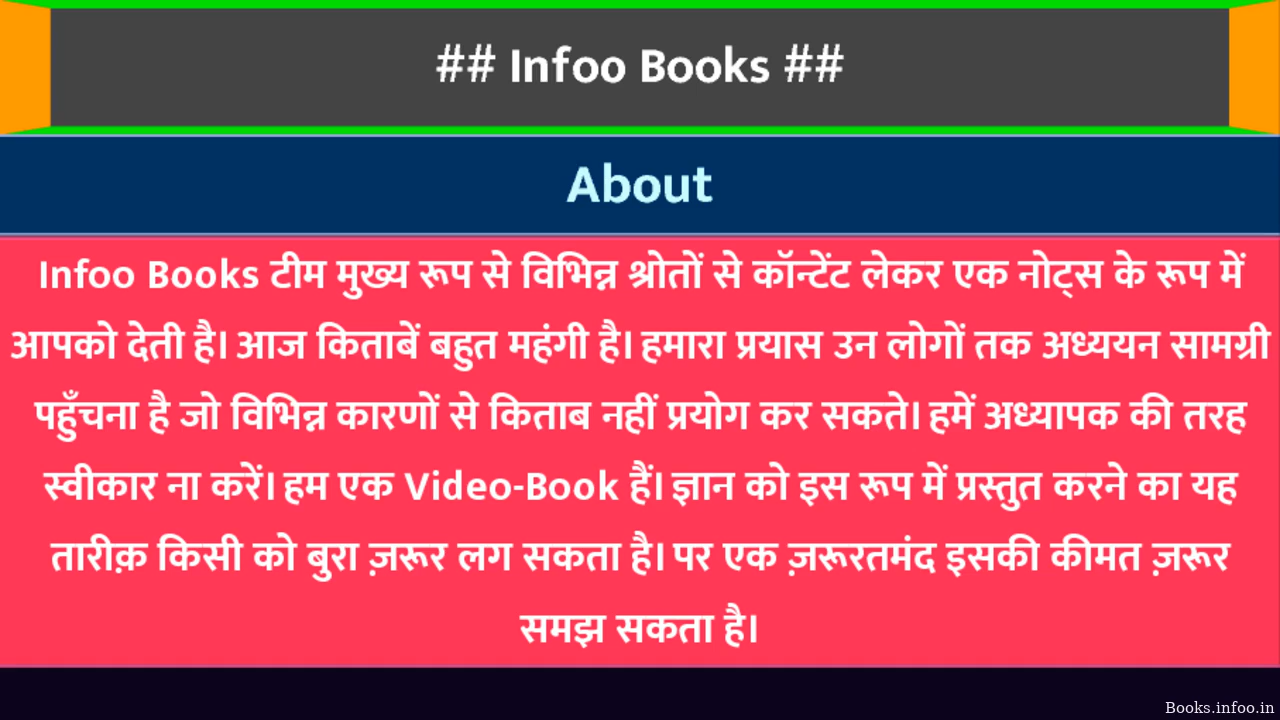 ## Infoo Books ##
About
Infoo Books टीम मुख्य रूप से विभिन्न श्रोतों से कॉन्टेंट लेकर एक नोट्स के रूप में
आपको देती है। आज किताबें बहुत महंगी है। हमारा प्रयास उन लोगों तक अध्ययन सामग्री
पहुँचना है जो विभिन्न कारणों से किताब नहीं प्रयोग कर सकते। हमें अध्यापक की तरह
स्वीकार ना करें। हम एक Video-Book हैं। ज्ञान को इस रूप में प्रस्तुत करने का यह
तारीक़ किसी को बुरा ज़रूर लग सकता है। पर एक ज़रूरतमंद इसकी कीमत ज़रूर
समझ सकता है।
Books.infoo.in